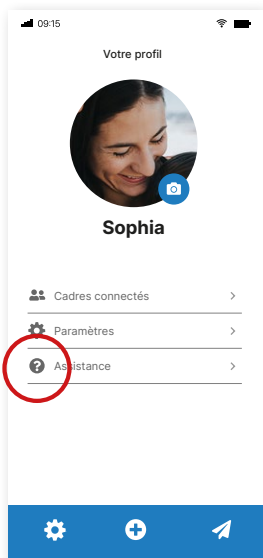 09:15
Votre profil
Sophia
Cadres connectés
Paramètres
Assistance